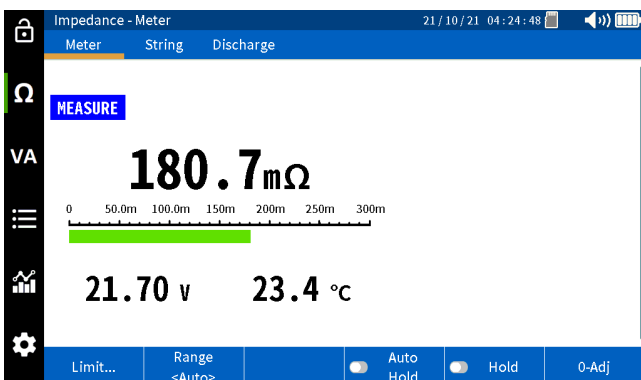 Impedance - Meter
21/10/21 04:24:48
Meter String Discharge
Ω
MEASURE
VA
180.7mΩ
0 50.0m 100.0m 150m 200m 250m 300m
21.70 V 23.4 °C
Limit...
Range
<Auto>
Auto
Hold
Hold
0-Adj